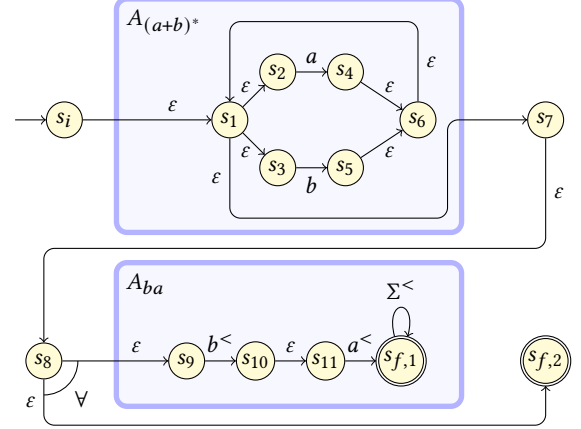 A(a+b)*
a
ε
s2
s4
ε
ε
si
ε
s1
s6
s7
ε
s3
s5
ε
ε
b
ε
Aba
Σ<
s8
ε
s9
b<
s10
ε
s11
a<
sf,1
sf,2
ε
∀